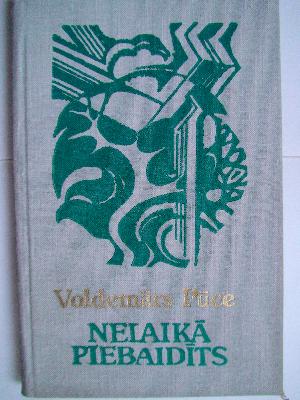 Voldemārs Pūce
NELAIKĀ
PIEBAIDĪTS